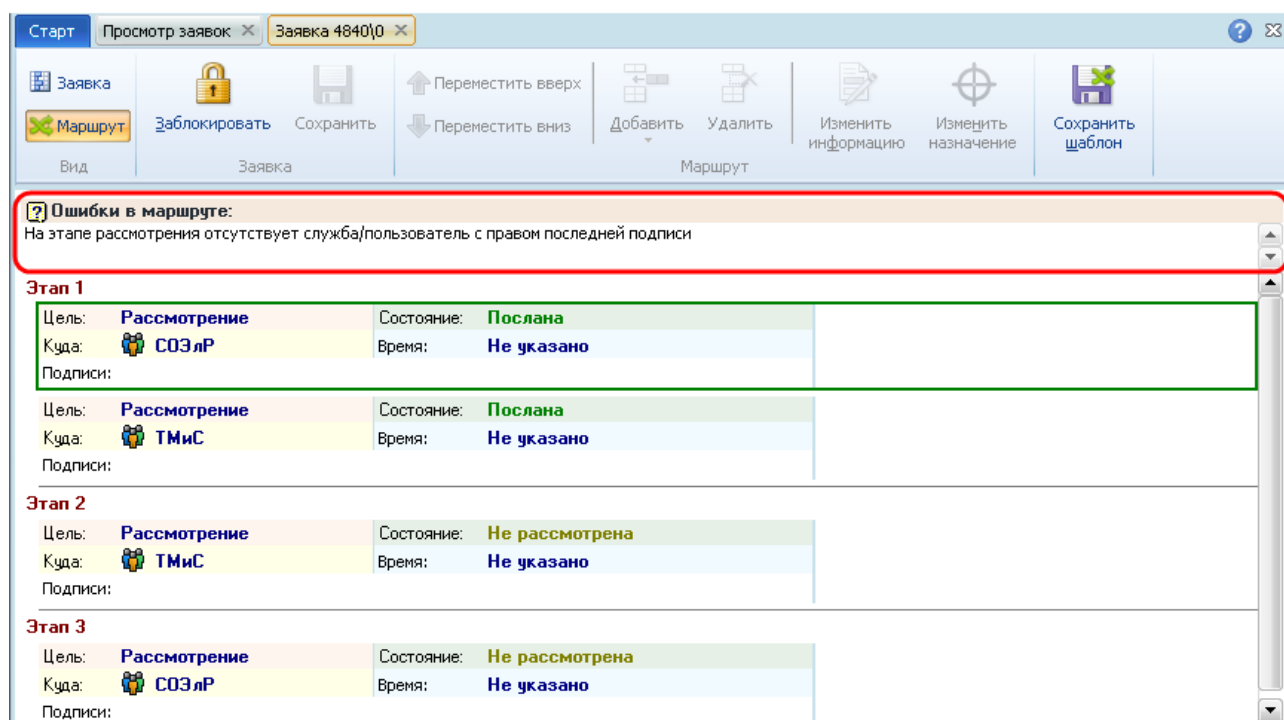 Старт Просмотр заявок Заявка 4840\0
Заявка Маршрут
Вид
Заблокировать Сохранить
Заявка
Переместить вверх
Переместить вниз
Добавить Удалить Изменить информацию Изменить назначение
Маршрут
Сохранить шаблон
Ошибки в маршруте:
На этапе рассмотрения отсутствует служба/пользователь с правом последней подписи
Этап 1
Цель: Рассмотрение Состояние: Послана
Куда: СОЭлР Время: Не указано
Подписи:
Цель: Рассмотрение Состояние: Послана
Куда: ТМиС Время: Не указано
Подписи:
Этап 2
Цель: Рассмотрение Состояние: Не рассмотрена
Куда: ТМиС Время: Не указано
Подписи:
Этап 3
Цель: Рассмотрение Состояние: Не рассмотрена
Куда: СОЭлР Время: Не указано
Подписи: